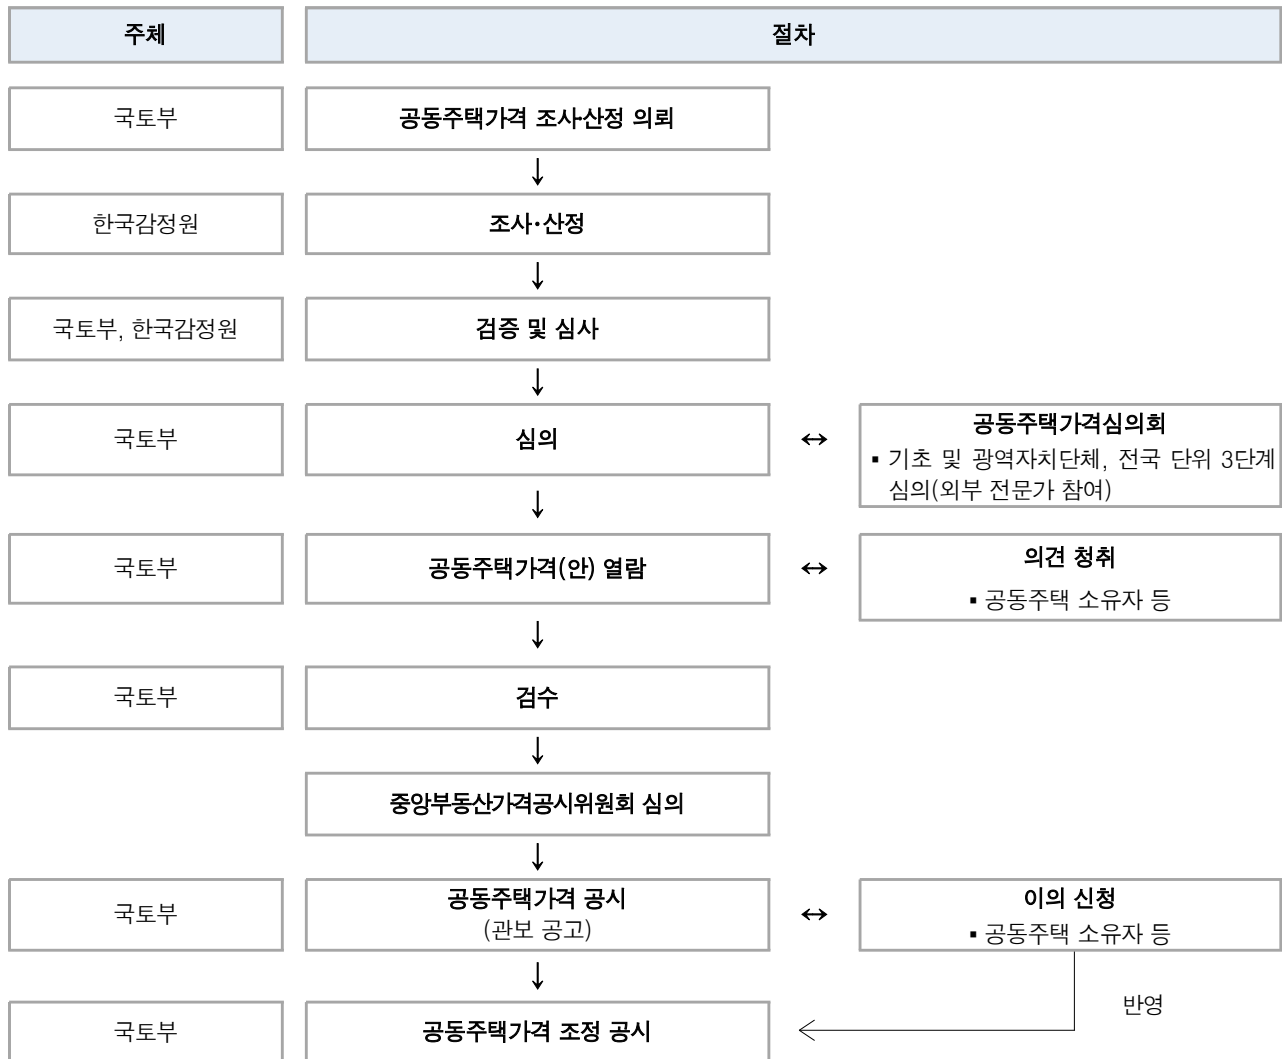 주체
절차
국토부
공동주택가격 조사산정 의뢰
↓
한국감정원
조사·산정
↓
국토부, 한국감정원
검증 및 심사
↓
국토부
심의
↔
공동주택가격심의회
▪ 기초 및 광역자치단체, 전국 단위 3단계
심의(외부 전문가 참여)
↓
국토부
공동주택가격(안) 열람
↔
의견 청취
▪ 공동주택 소유자 등
↓
국토부
검수
↓
중앙부동산가격공시위원회 심의
↓
국토부
공동주택가격 공시
(관보 공고)
↔
이의 신청
▪ 공동주택 소유자 등
↓
반영
국토부
공동주택가격 조정 공시